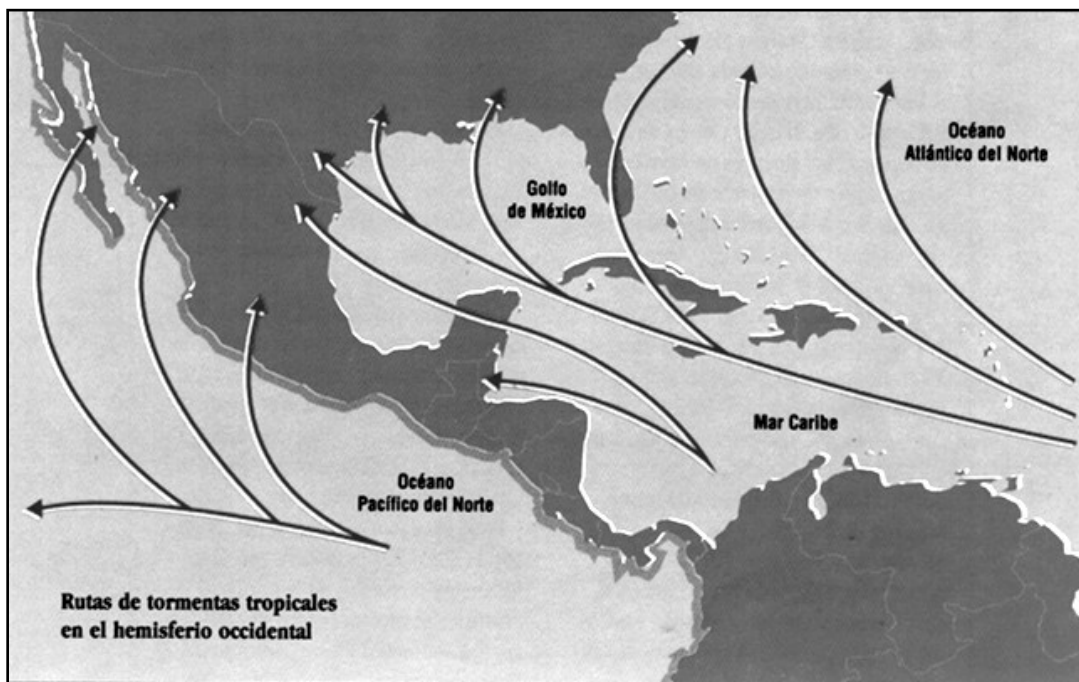 Océano
Atlántico del Norte
Golfo
de México
Mar Caribe
Océano
Pacífico del Norte
Rutas de tormentas tropicales
en el hemisferio occidental